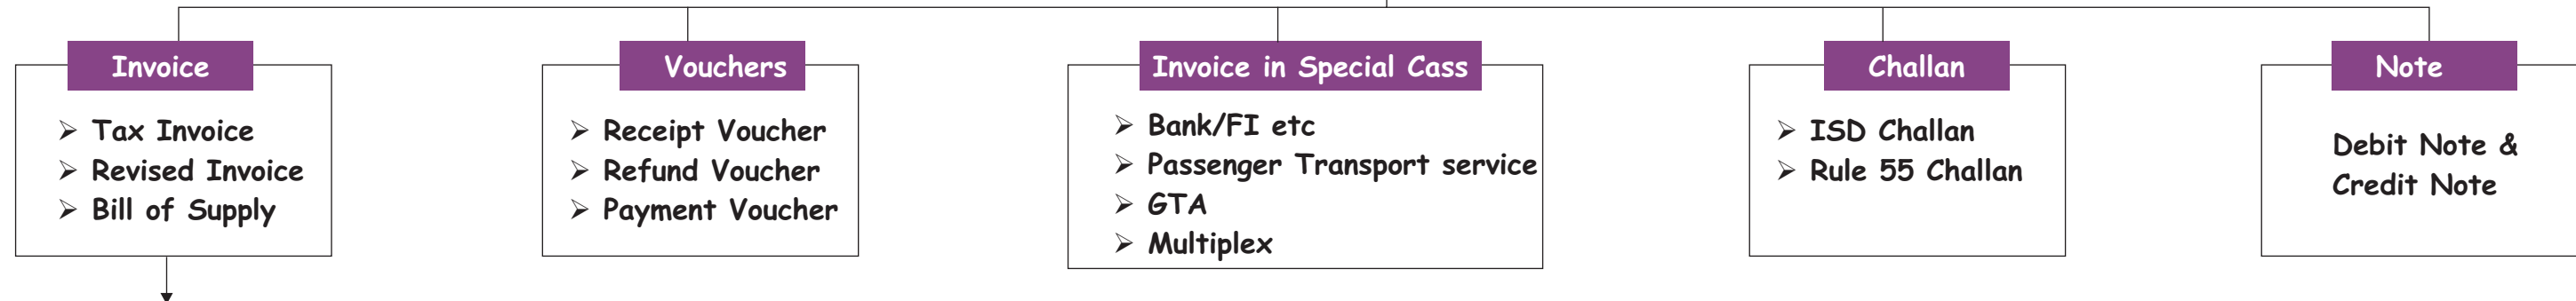 Invoice
➢ Tax Invoice
➢ Revised Invoice
➢ Bill of Supply
Vouchers
➢ Receipt Voucher
➢ Refund Voucher
➢ Payment Voucher
Invoice in Special Cass
➢ Bank/FI etc
➢ Passenger Transport service
➢ GTA
➢ Multiplex
Challan
➢ ISD Challan
➢ Rule 55 Challan
Note
Debit Note &
Credit Note